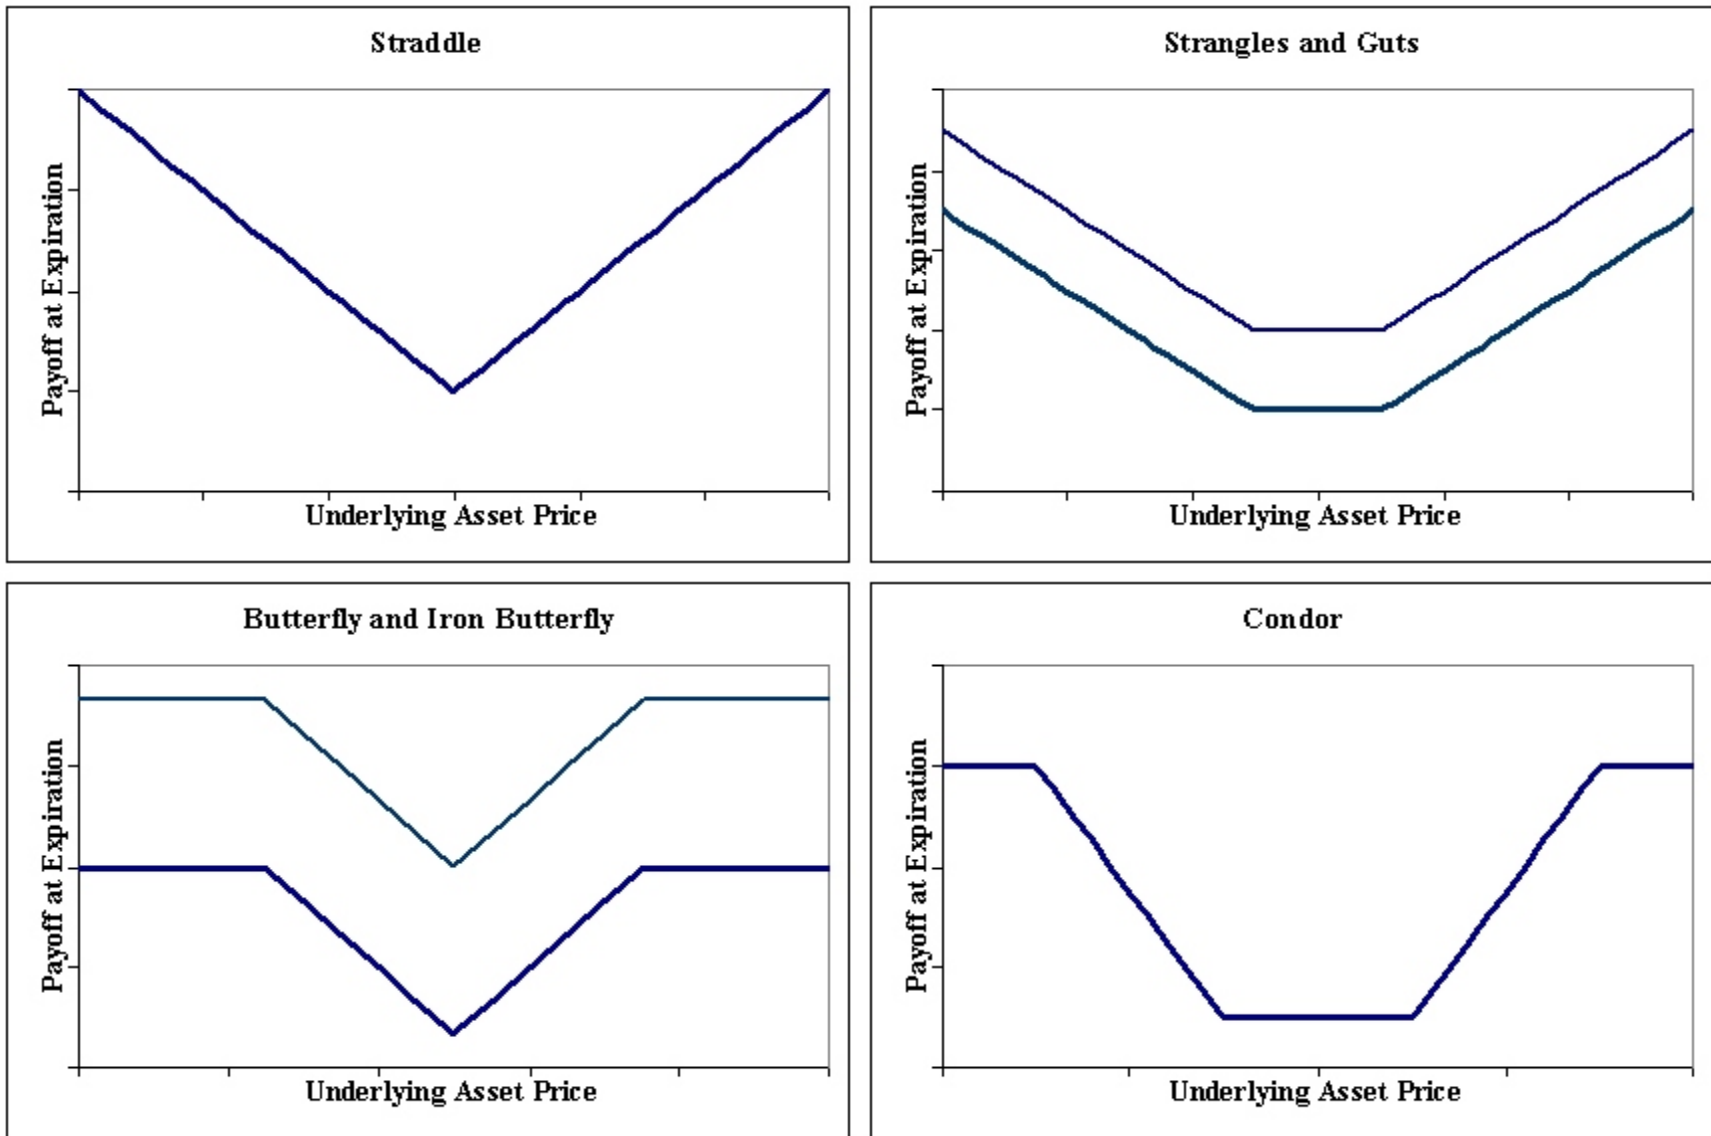 Straddle
Payoff at Expiration
Underlying Asset Price
Strangles and Guts
Payoff at Expiration
Underlying Asset Price
Butterfly and Iron Butterfly
Payoff at Expiration
Underlying Asset Price
Condor
Payoff at Expiration
Underlying Asset Price